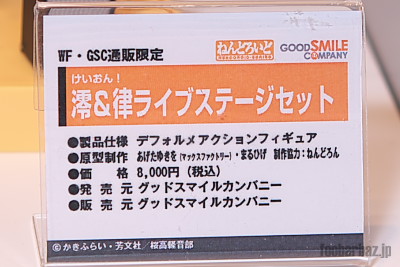 WF・GSC通販限定
ねんどろいど
NENDOROID SERIES
GOOD SMILE
COMPANY
けいおん！
澪&律ライブステージセット
●製品仕様 デフォルメアクションフィギュア
●原型制作 あげたゆきを(マックスファクトリー)・まるひげ 制作協力：ねんどろん
●価　格 8,000円（税込）
●発 売 元 グッドスマイルカンパニー
●販 売 元 グッドスマイルカンパニー
©かきふらい・芳文社／桜高軽音部
foobarbaz.jp